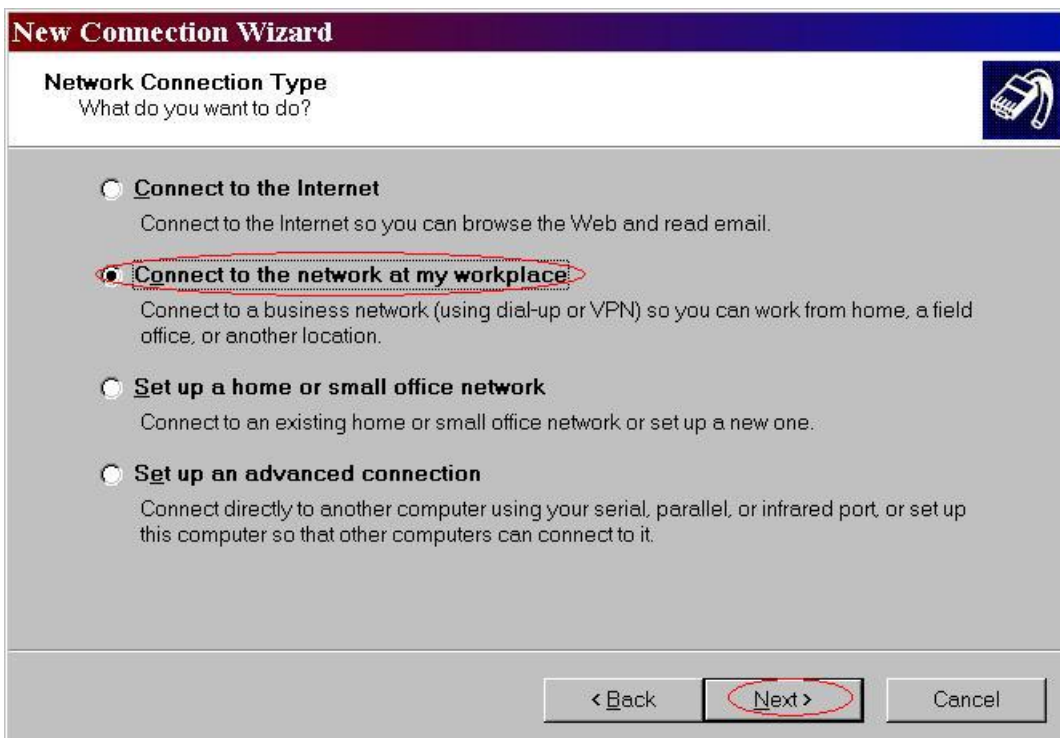 New Connection Wizard
Network Connection Type
What do you want to do?
Connect to the Internet
Connect to the Internet so you can browse the Web and read email.
Connect to the network at my workplace
Connect to a business network (using dial-up or VPN) so you can work from home, a field
office, or another location.
Set up a home or small office network
Connect to an existing home or small office network or set up a new one.
Set up an advanced connection
Connect directly to another computer using your serial, parallel, or infrared port, or set up
this computer so that other computers can connect to it.
< Back Next > Cancel